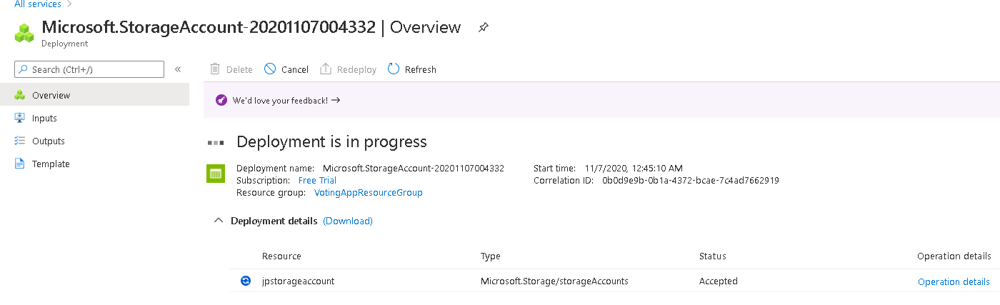 All services >
Microsoft.StorageAccount-20201107004332 | Overview
Deployment
Search (Ctrl+/) «
Delete Cancel Redeploy Refresh
Overview
Inputs
Outputs
Template
We'd love your feedback! →
Deployment is in progress
Deployment name: Microsoft.StorageAccount-20201107004332 Start time: 11/7/2020, 12:45:10 AM
Subscription: Free Trial Correlation ID: 0b0d9e9b-0b1a-4372-bcae-7c4ad7662919
Resource group: VotingAppResourceGroup
Deployment details (Download)
Resource Type Status Operation details
jpstorageaccount Microsoft.Storage/storageAccounts Accepted Operation details